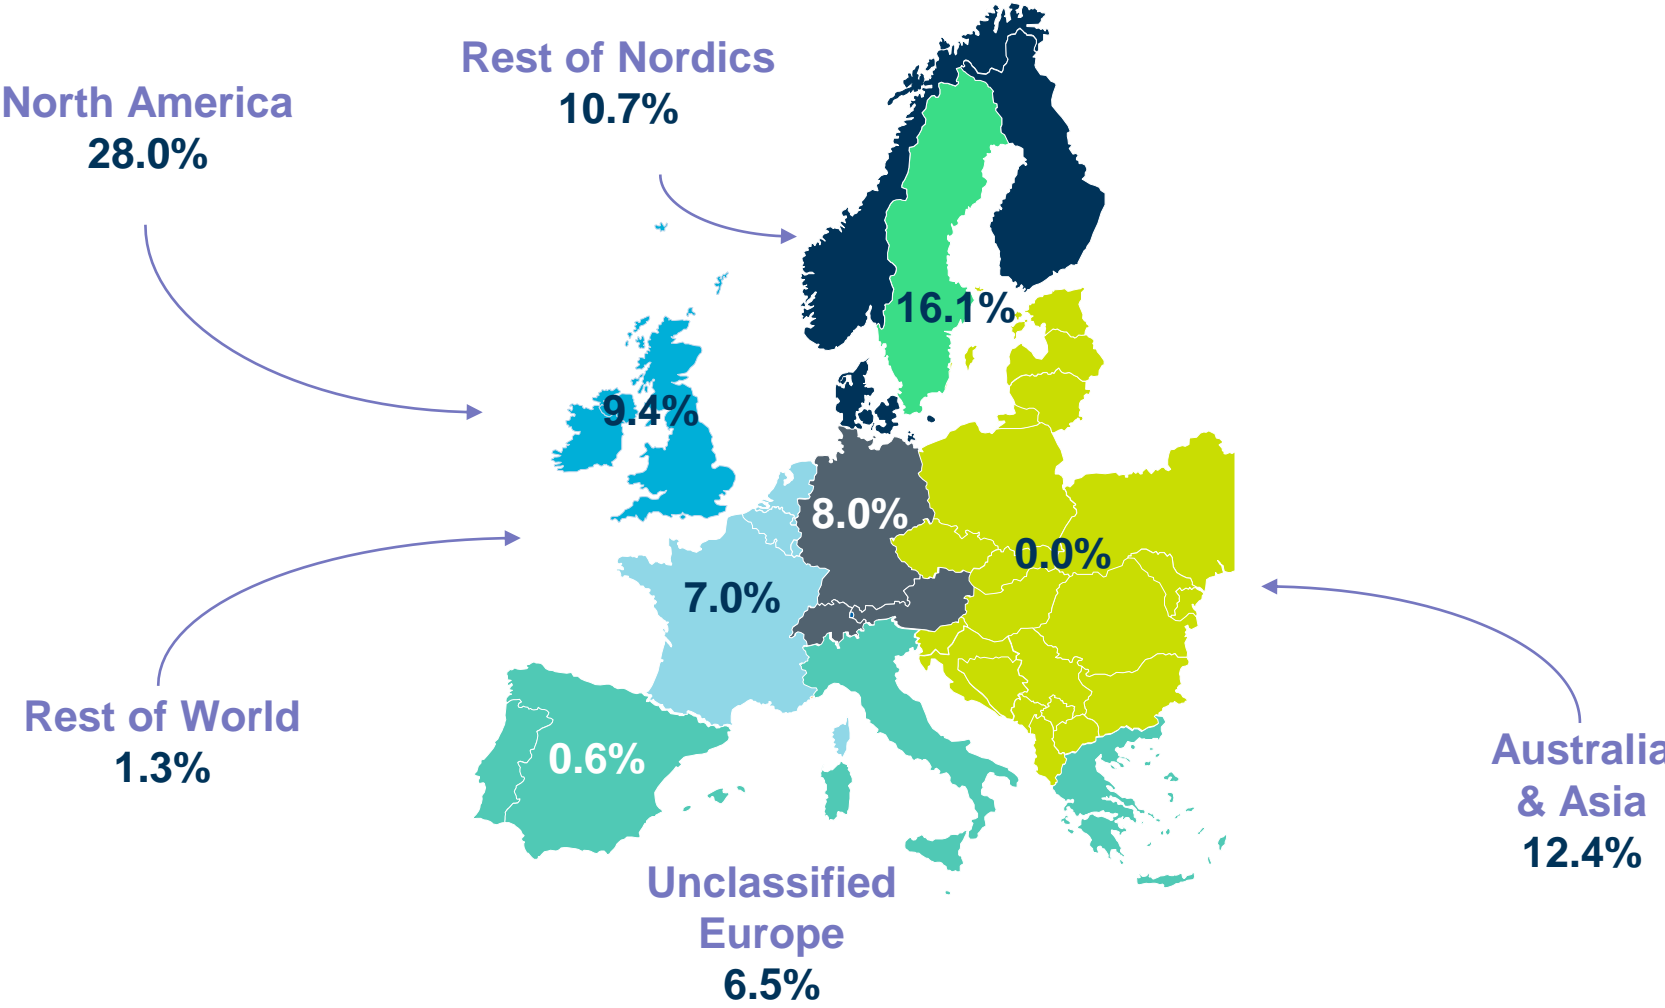 Rest of Nordics
10.7%
North America
28.0%
16.1%
9.4%
8.0%
0.0%
7.0%
Rest of World
1.3%
0.6%
Australia
& Asia
12.4%
Unclassified
Europe
6.5%